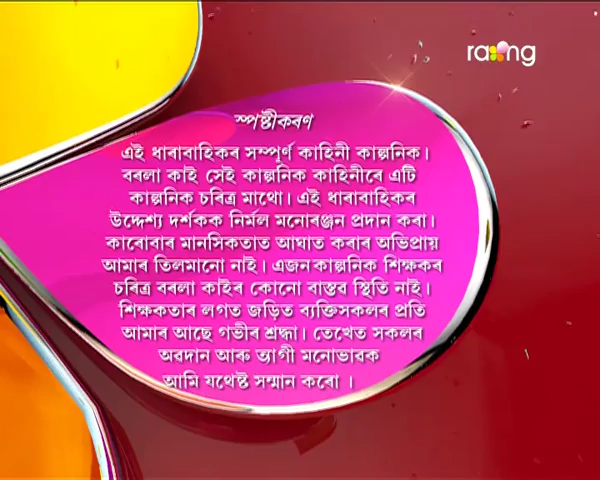 raang
স্পষ্টীকৰণ
এই ধাৰাবাহিকৰ সম্পূৰ্ণ কাহিনী কাল্পনিক।
বৰলা কাই সেই কাল্পনিক কাহিনীৰে এটি
কাল্পনিক চৰিত্ৰ মাথো। এই ধাৰাবাহিকৰ
উদ্দেশ্য দৰ্শকক নিৰ্মল মনোৰঞ্জন প্ৰদান কৰা।
কাৰোবাৰ মানসিকতাত আঘাত কৰাৰ অভিপ্ৰায়
আমাৰ তিলমানো নাই। এজন কাল্পনিক শিক্ষকৰ
চৰিত্ৰ বৰলা কাইৰ কোনো বাস্তৱ স্থিতি নাই।
শিক্ষকতাৰ লগত জড়িত ব্যক্তিসকলৰ প্ৰতি
আমাৰ আছে গভীৰ শ্ৰদ্ধা। তেখেত সকলৰ
অৱদান আৰু ত্যাগী মনোভাৱক
আমি যথেষ্ট সন্মান কৰো ।